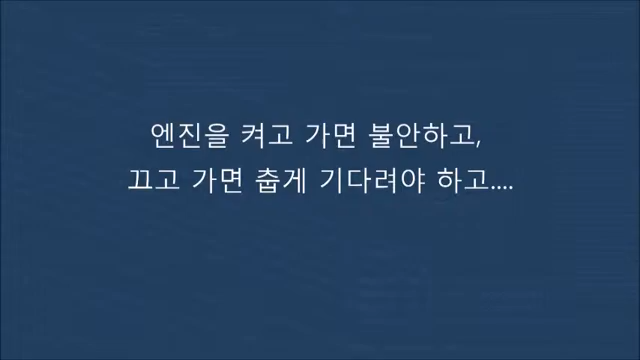 엔진을 켜고 가면 불안하고,
끄고 가면 춥게 기다려야 하고....